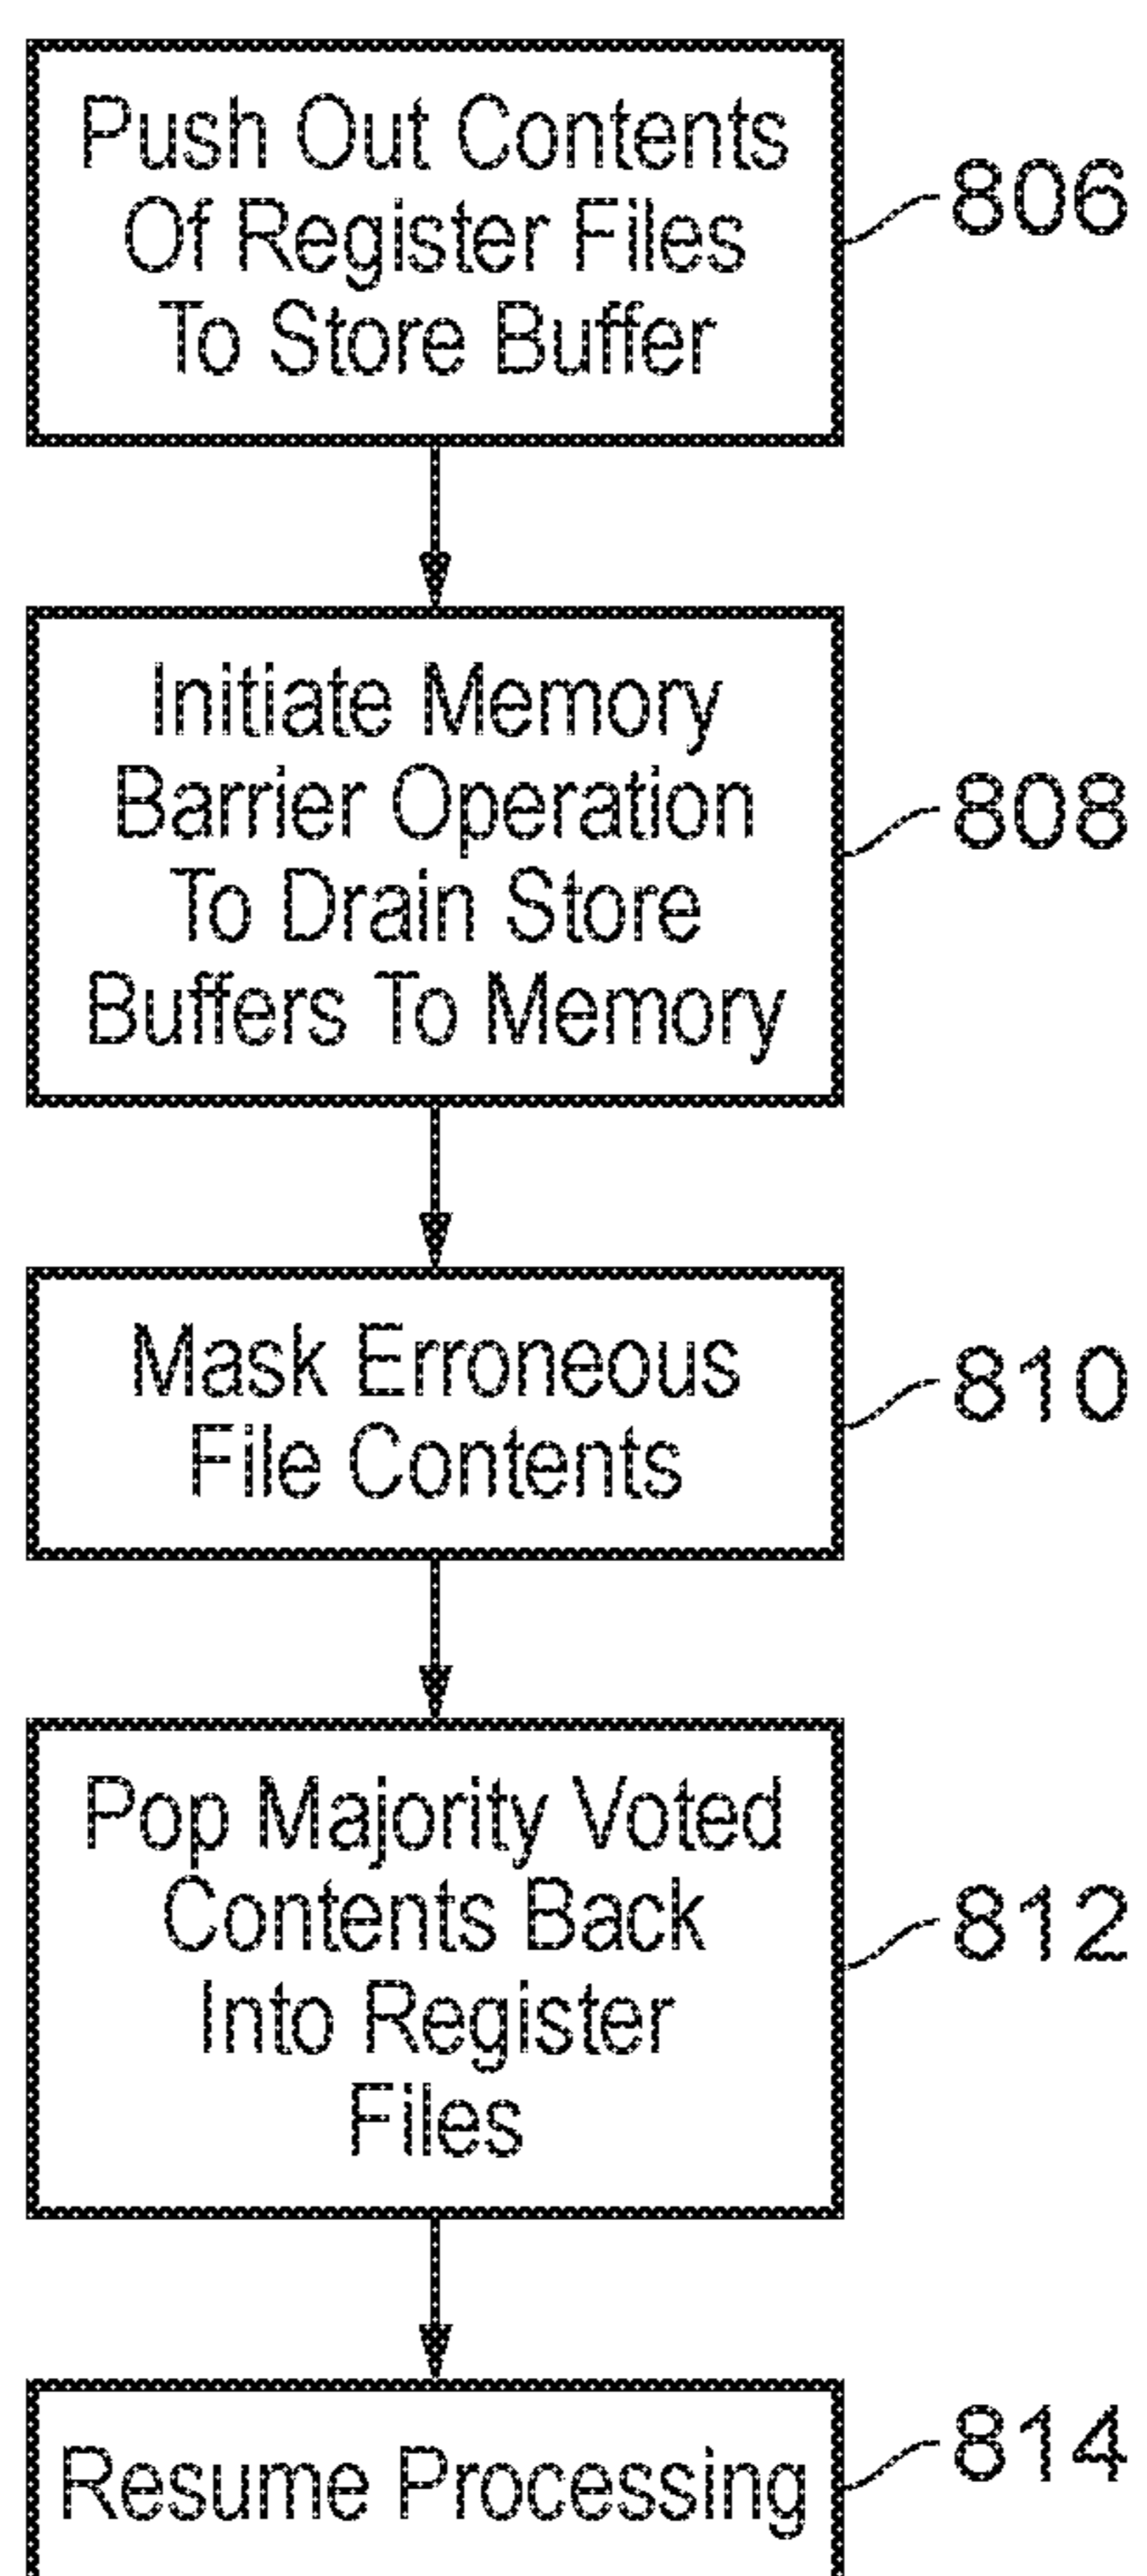 Push Out Contents
Of Register Files
To Store Buffer
806
Initiate Memory
Barrier Operation
To Drain Store
Buffers To Memory
808
Mask Erroneous
File Contents
810
Pop Majority Voted
Contents Back
Into Register
Files
812
Resume Processing
814